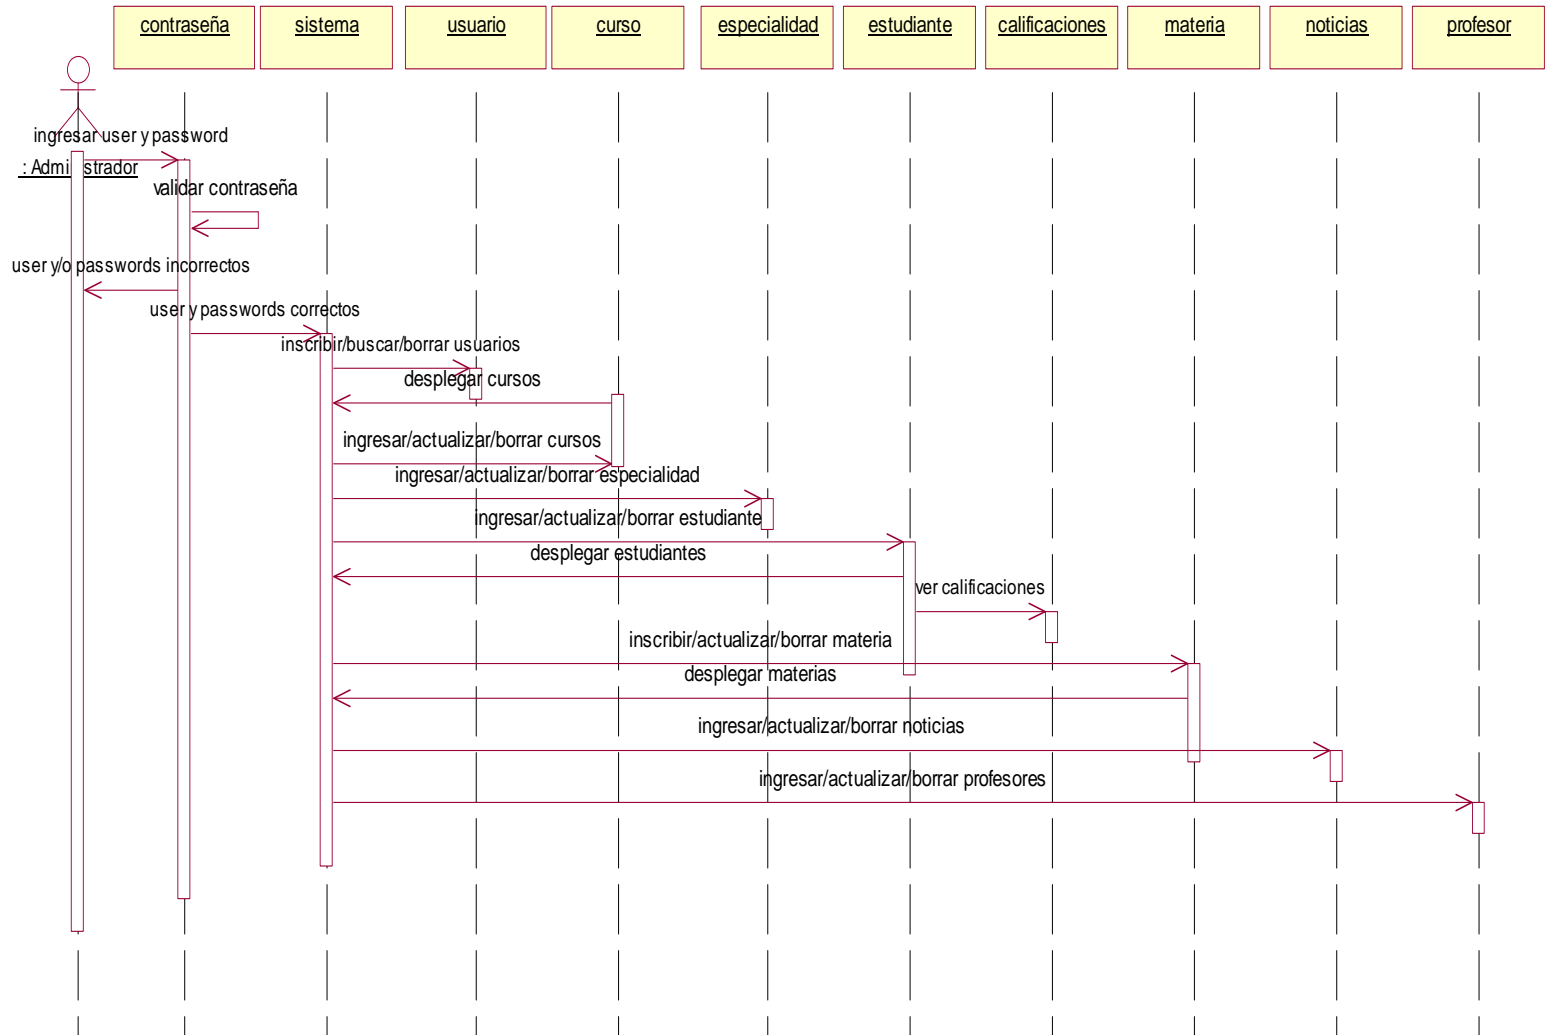 contraseña
sistema
usuario
curso
especialidad
estudiante
calificaciones
materia
noticias
profesor
ingresar user y password
: Administrador
validar contraseña
user y/o passwords incorrectos
user y passwords correctos
inscribir/buscar/borrar usuarios
desplegar cursos
ingresar/actualizar/borrar cursos
ingresar/actualizar/borrar especialidad
ingresar/actualizar/borrar estudiante
desplegar estudiantes
ver calificaciones
inscribir/actualizar/borrar materia
desplegar materias
ingresar/actualizar/borrar noticias
ingresar/actualizar/borrar profesores